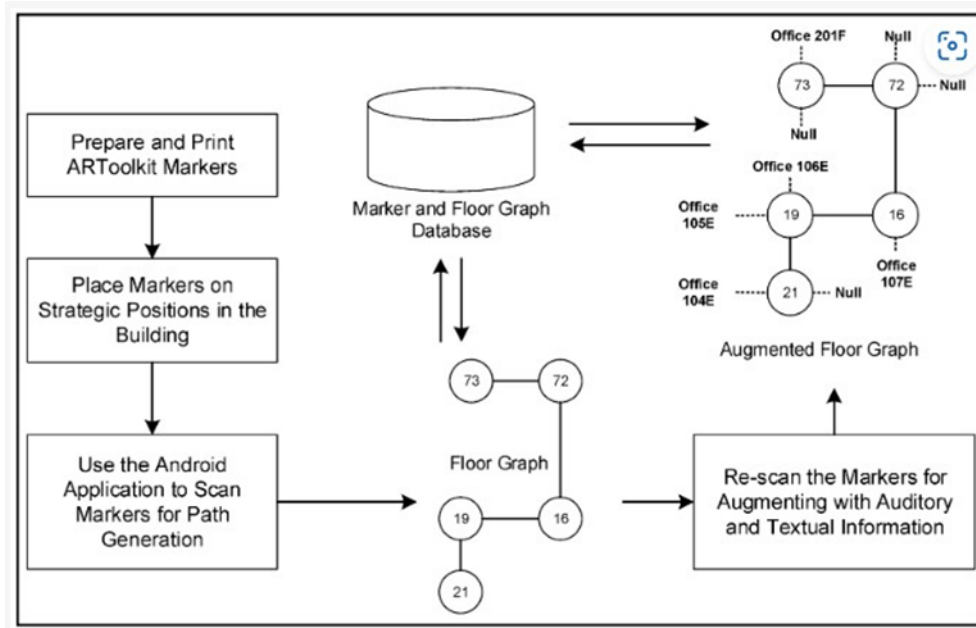 Prepare and Print
ARToolkit Markers
Place Markers on
Strategic Positions in the
Building
Use the Android
Application to Scan
Markers for Path
Generation
Marker and Floor Graph
Database
73
72
Floor Graph
19
16
21
Office 201F
Null
73
72
Null
Null
Office 106E
Office
105E
19
16
Office
107E
Office
104E
21
Null
Augmented Floor Graph
Re-scan the Markers for
Augmenting with Auditory
and Textual Information